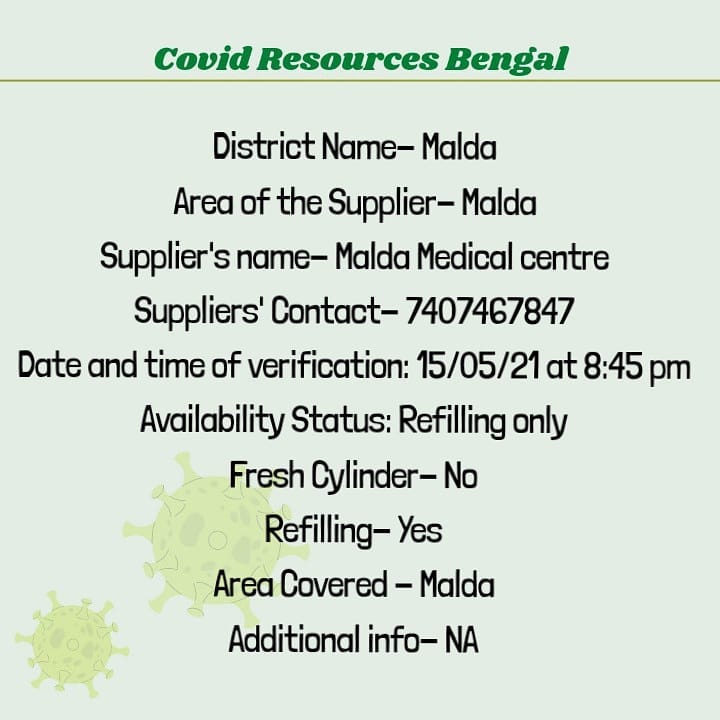 Covid Resources Bengal
District Name– Malda
Area of the Supplier– Malda
Supplier's name– Malda Medical centre
Suppliers' Contact– 7407467847
Date and time of verification: 15/05/21 at 8:45 pm
Availability Status: Refilling only
Fresh Cylinder– No
Refilling– Yes
Area Covered – Malda
Additional info– NA